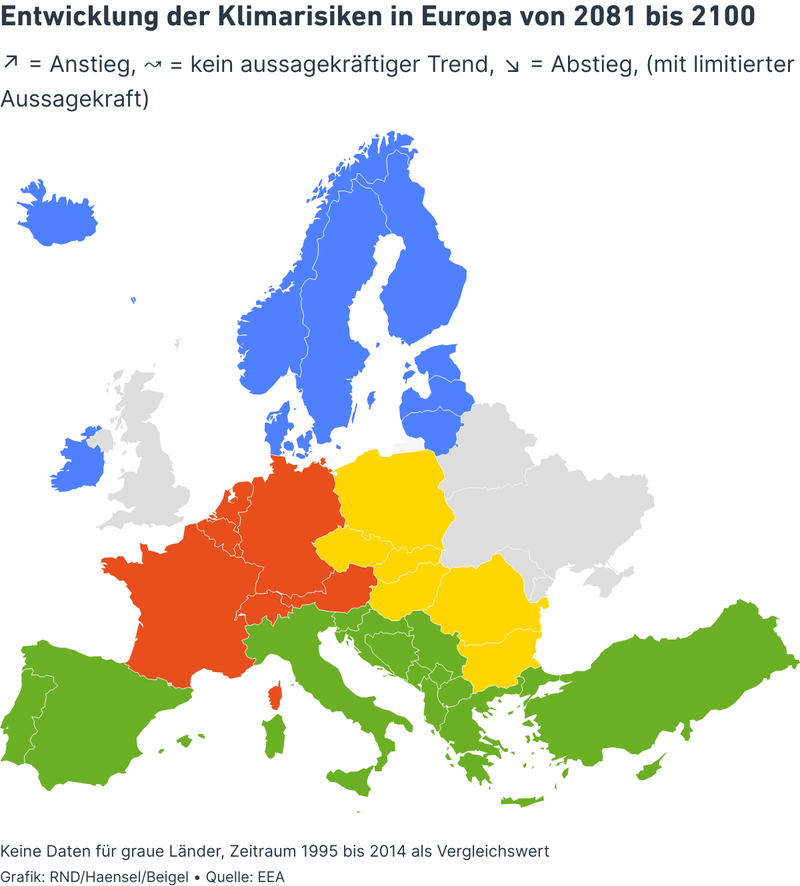 Entwicklung der Klimarisiken in Europa von 2081 bis 2100
↗ = Anstieg, ⤳ = kein aussagekräftiger Trend, ↘ = Abstieg, (mit limitierter
Aussagekraft)
Keine Daten für graue Länder, Zeitraum 1995 bis 2014 als Vergleichswert
Grafik: RND/Haensel/Beigel • Quelle: EEA